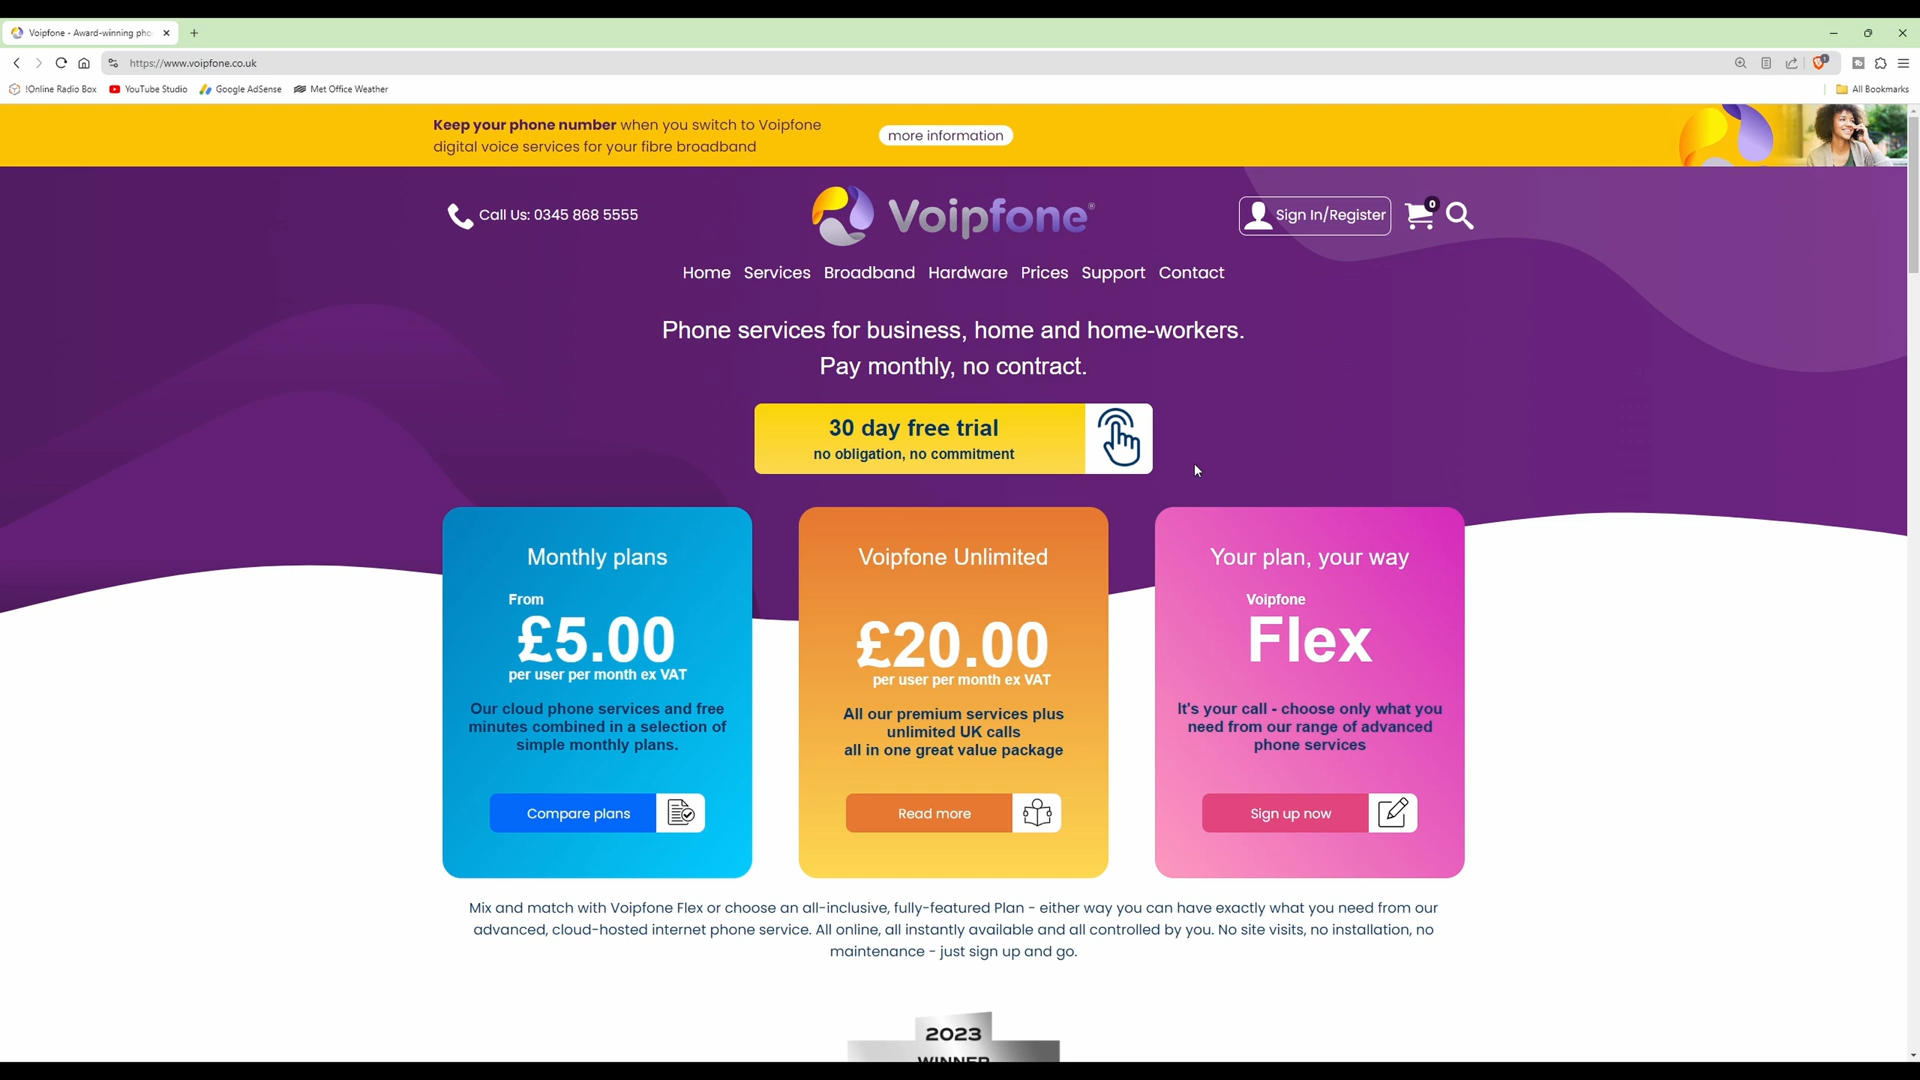 Voipfone - Award-winning pho
https://www.voipfone.co.uk
!Online Radio Box
YouTube Studio
Google AdSense
Met Office Weather
All Bookmarks
Keep your phone number when you switch to Voipfone
digital voice services for your fibre broadband
more information
Call Us: 0345 868 5555
Voipfone®
Sign In/Register
0
Home Services Broadband Hardware Prices Support Contact
Phone services for business, home and home-workers.
Pay monthly, no contract.
30 day free trial
no obligation, no commitment
Monthly plans
From
£5.00
per user per month ex VAT
Our cloud phone services and free
minutes combined in a selection of
simple monthly plans.
Compare plans
Voipfone Unlimited
£20.00
per user per month ex VAT
All our premium services plus
unlimited UK calls
all in one great value package
Read more
Your plan, your way
Voipfone
Flex
It's your call - choose only what you
need from our range of advanced
phone services
Sign up now
Mix and match with Voipfone Flex or choose an all-inclusive, fully-featured Plan - either way you can have exactly what you need from our
advanced, cloud-hosted internet phone service. All online, all instantly available and all controlled by you. No site visits, no installation, no
maintenance - just sign up and go.
2023
WINNER